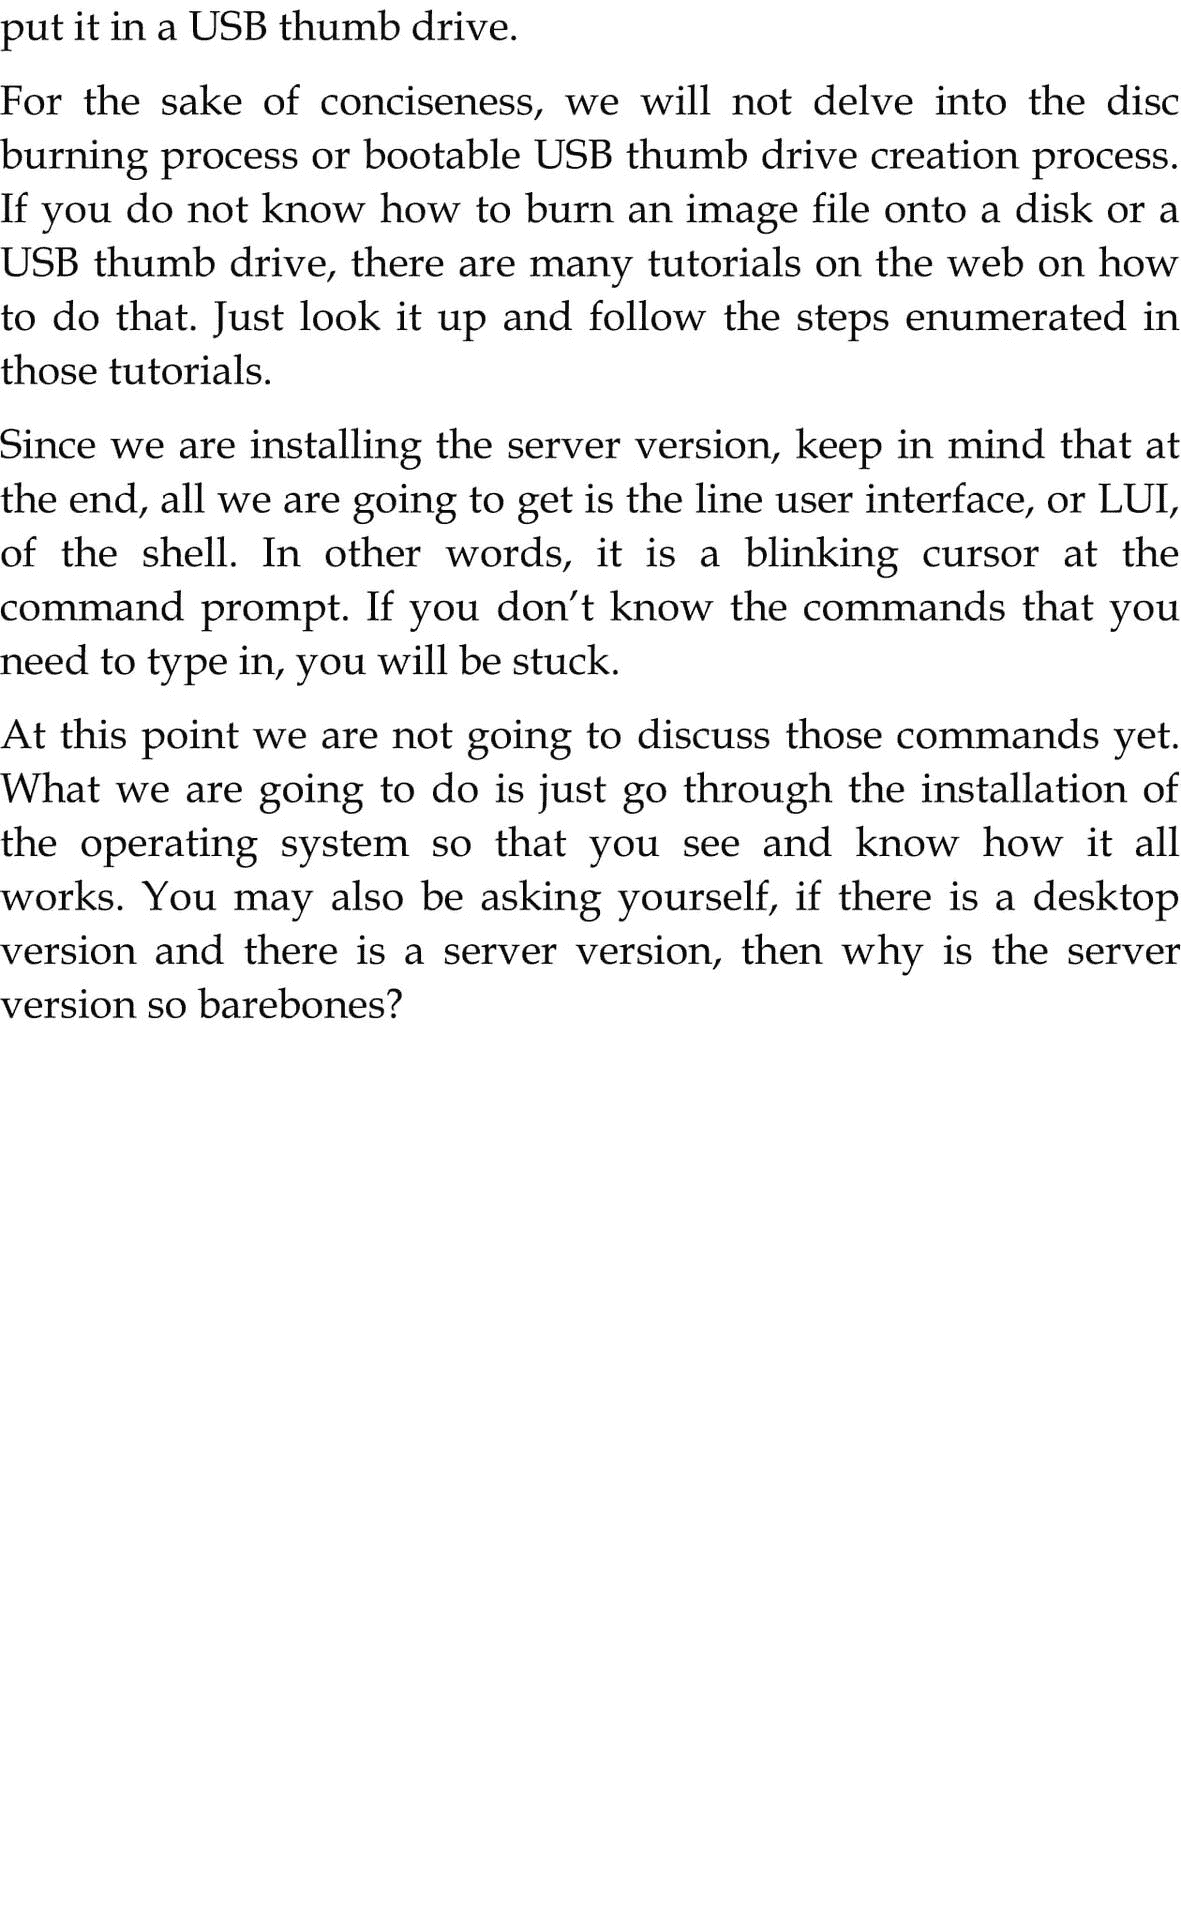 put it in a USB thumb drive.
For the sake of conciseness, we will not delve into the disc
burning process or bootable USB thumb drive creation process.
If you do not know how to burn an image file onto a disk or a
USB thumb drive, there are many tutorials on the web on how
to do that. Just look it up and follow the steps enumerated in
those tutorials.
Since we are installing the server version, keep in mind that at
the end, all we are going to get is the line user interface, or LUI,
of the shell. In other words, it is a blinking cursor at the
command prompt. If you don’t know the commands that you
need to type in, you will be stuck.
At this point we are not going to discuss those commands yet.
What we are going to do is just go through the installation of
the operating system so that you see and know how it all
works. You may also be asking yourself, if there is a desktop
version and there is a server version, then why is the server
version so barebones?